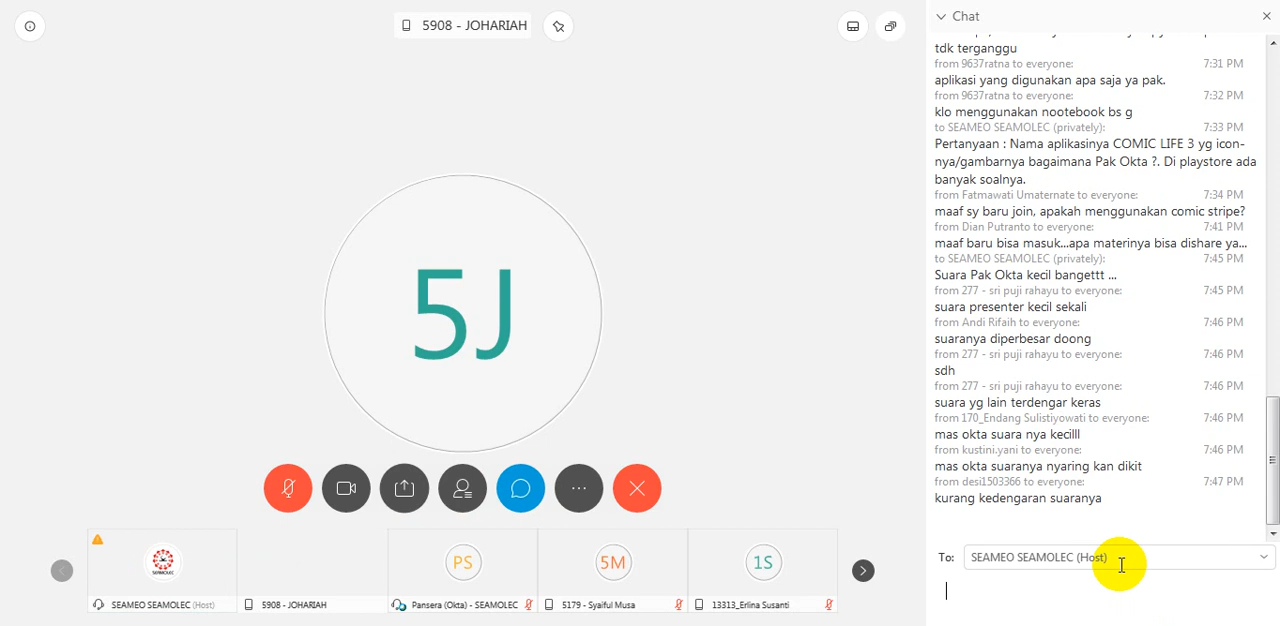 5908 - JOHARIAH
5J
SEAMOLEC
SEAMEO SEAMOLEC (Host)
5908 - JOHARIAH
PS
Pansera (Okta) - SEAMOLEC
5M
5179 - Syaiful Musa
1S
13313_Erlina Susanti
Chat
tdk terganggu
from 9637ratna to everyone: 7:31 PM
aplikasi yang digunakan apa saja ya pak.
from 9637ratna to everyone: 7:32 PM
klo menggunakan nootebook bs g
to SEAMEO SEAMOLEC (privately): 7:33 PM
Pertanyaan : Nama aplikasinya COMIC LIFE 3 yg icon-
nya/gambarnya bagaimana Pak Okta ?. Di playstore ada
banyak soalnya.
from Fatmawati Umaternate to everyone: 7:34 PM
maaf sy baru join, apakah menggunakan comic stripe?
from Dian Putranto to everyone: 7:41 PM
maaf baru bisa masuk...apa materinya bisa dishare ya...
to SEAMEO SEAMOLEC (privately): 7:45 PM
Suara Pak Okta kecil bangettt ...
from 277 - sri puji rahayu to everyone: 7:45 PM
suara presenter kecil sekali
from Andi Rifaih to everyone: 7:46 PM
suaranya diperbesar doong
from 277 - sri puji rahayu to everyone: 7:46 PM
sdh
from 277 - sri puji rahayu to everyone: 7:46 PM
suara yg lain terdengar keras
from 170_Endang Sulistiyowati to everyone: 7:46 PM
mas okta suara nya kecilll
from kustini.yani to everyone: 7:46 PM
mas okta suaranya nyaring kan dikit
from desi1503366 to everyone: 7:47 PM
kurang kedengaran suaranya
To: SEAMEO SEAMOLEC (Host)